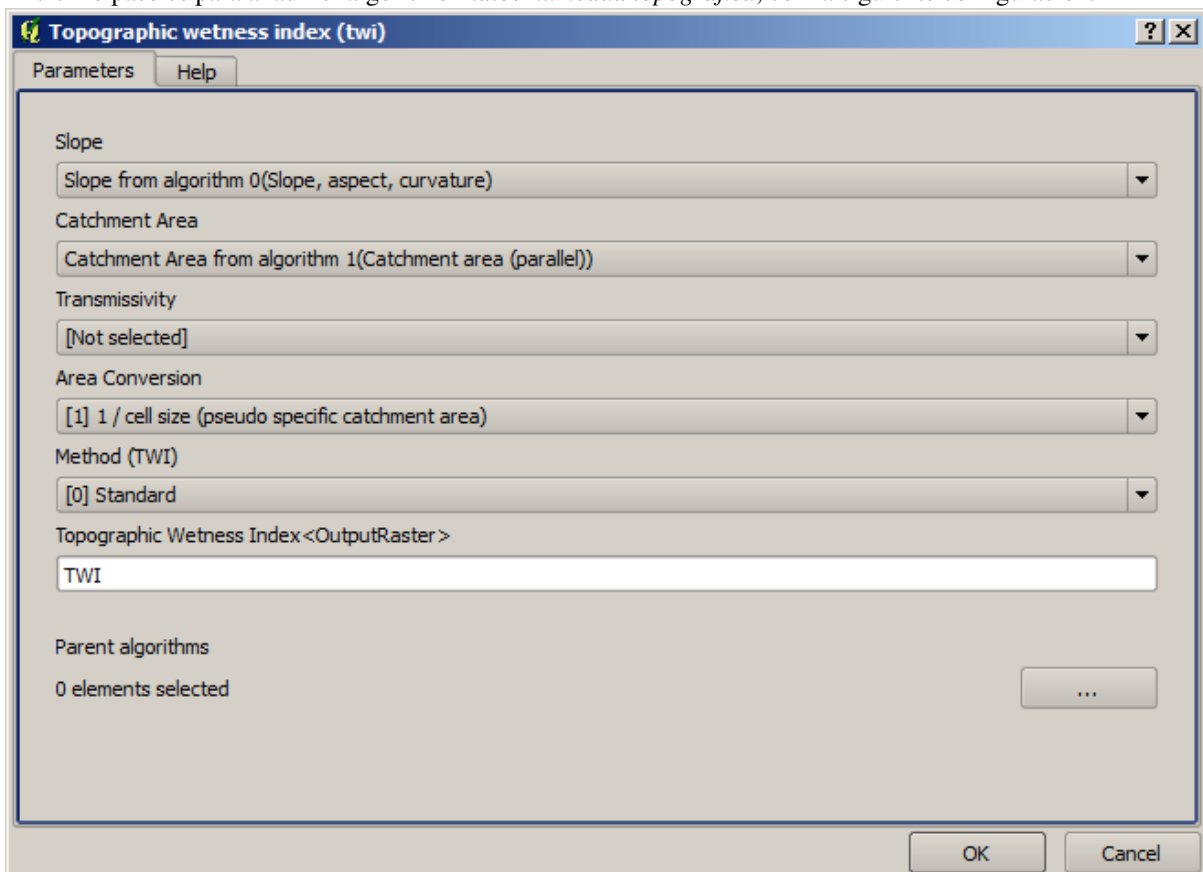 Topographic wetness index (twi)
Parameters Help
Slope
Slope from algorithm 0(Slope, aspect, curvature)
Catchment Area
Catchment Area from algorithm 1(Catchment area (parallel))
Transmissivity
[Not selected]
Area Conversion
[1] 1 / cell size (pseudo specific catchment area)
Method (TWI)
[0] Standard
Topographic Wetness Index<OutputRaster>
TWI
Parent algorithms
0 elements selected
...
OK Cancel